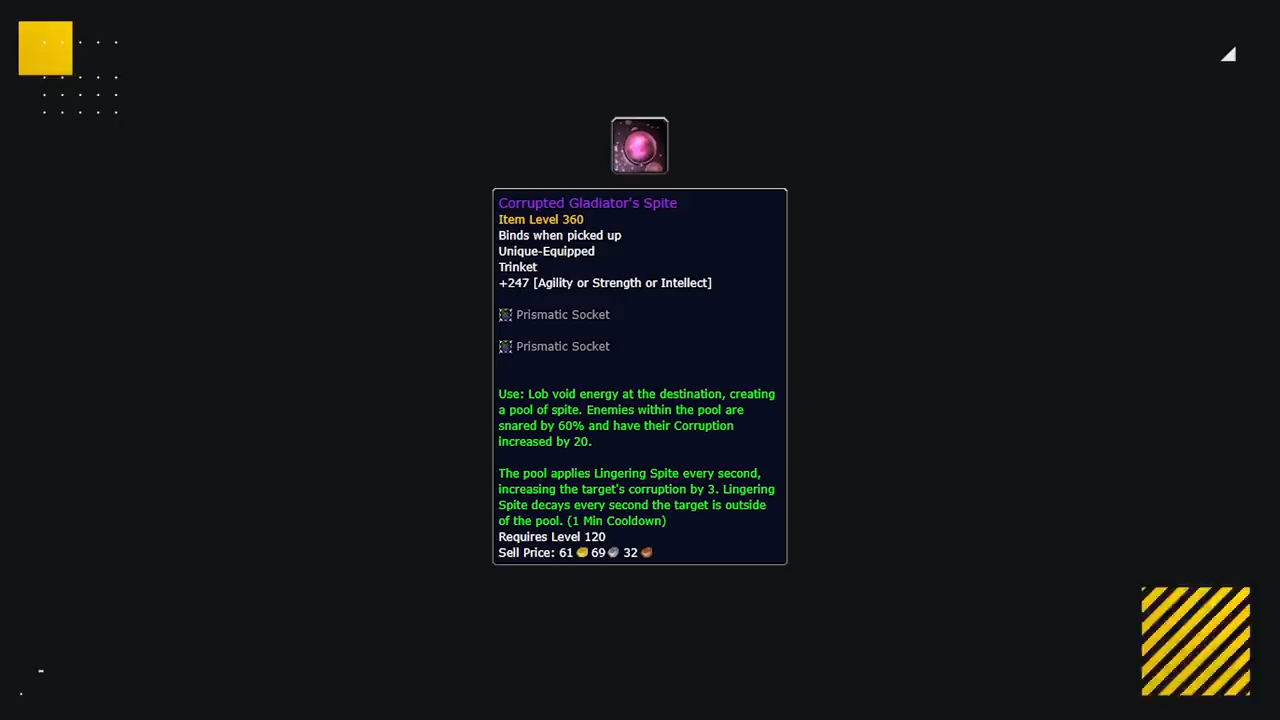 Corrupted Gladiator's Spite
Item Level 360
Binds when picked up
Unique-Equipped
Trinket
+247 [Agility or Strength or Intellect]
Prismatic Socket
Prismatic Socket
Use: Lob void energy at the destination, creating
a pool of spite. Enemies within the pool are
snared by 60% and have their Corruption
increased by 20.
The pool applies Lingering Spite every second,
increasing the target's corruption by 3. Lingering
Spite decays every second the target is outside
of the pool. (1 Min Cooldown)
Requires Level 120
Sell Price: 61 69 32